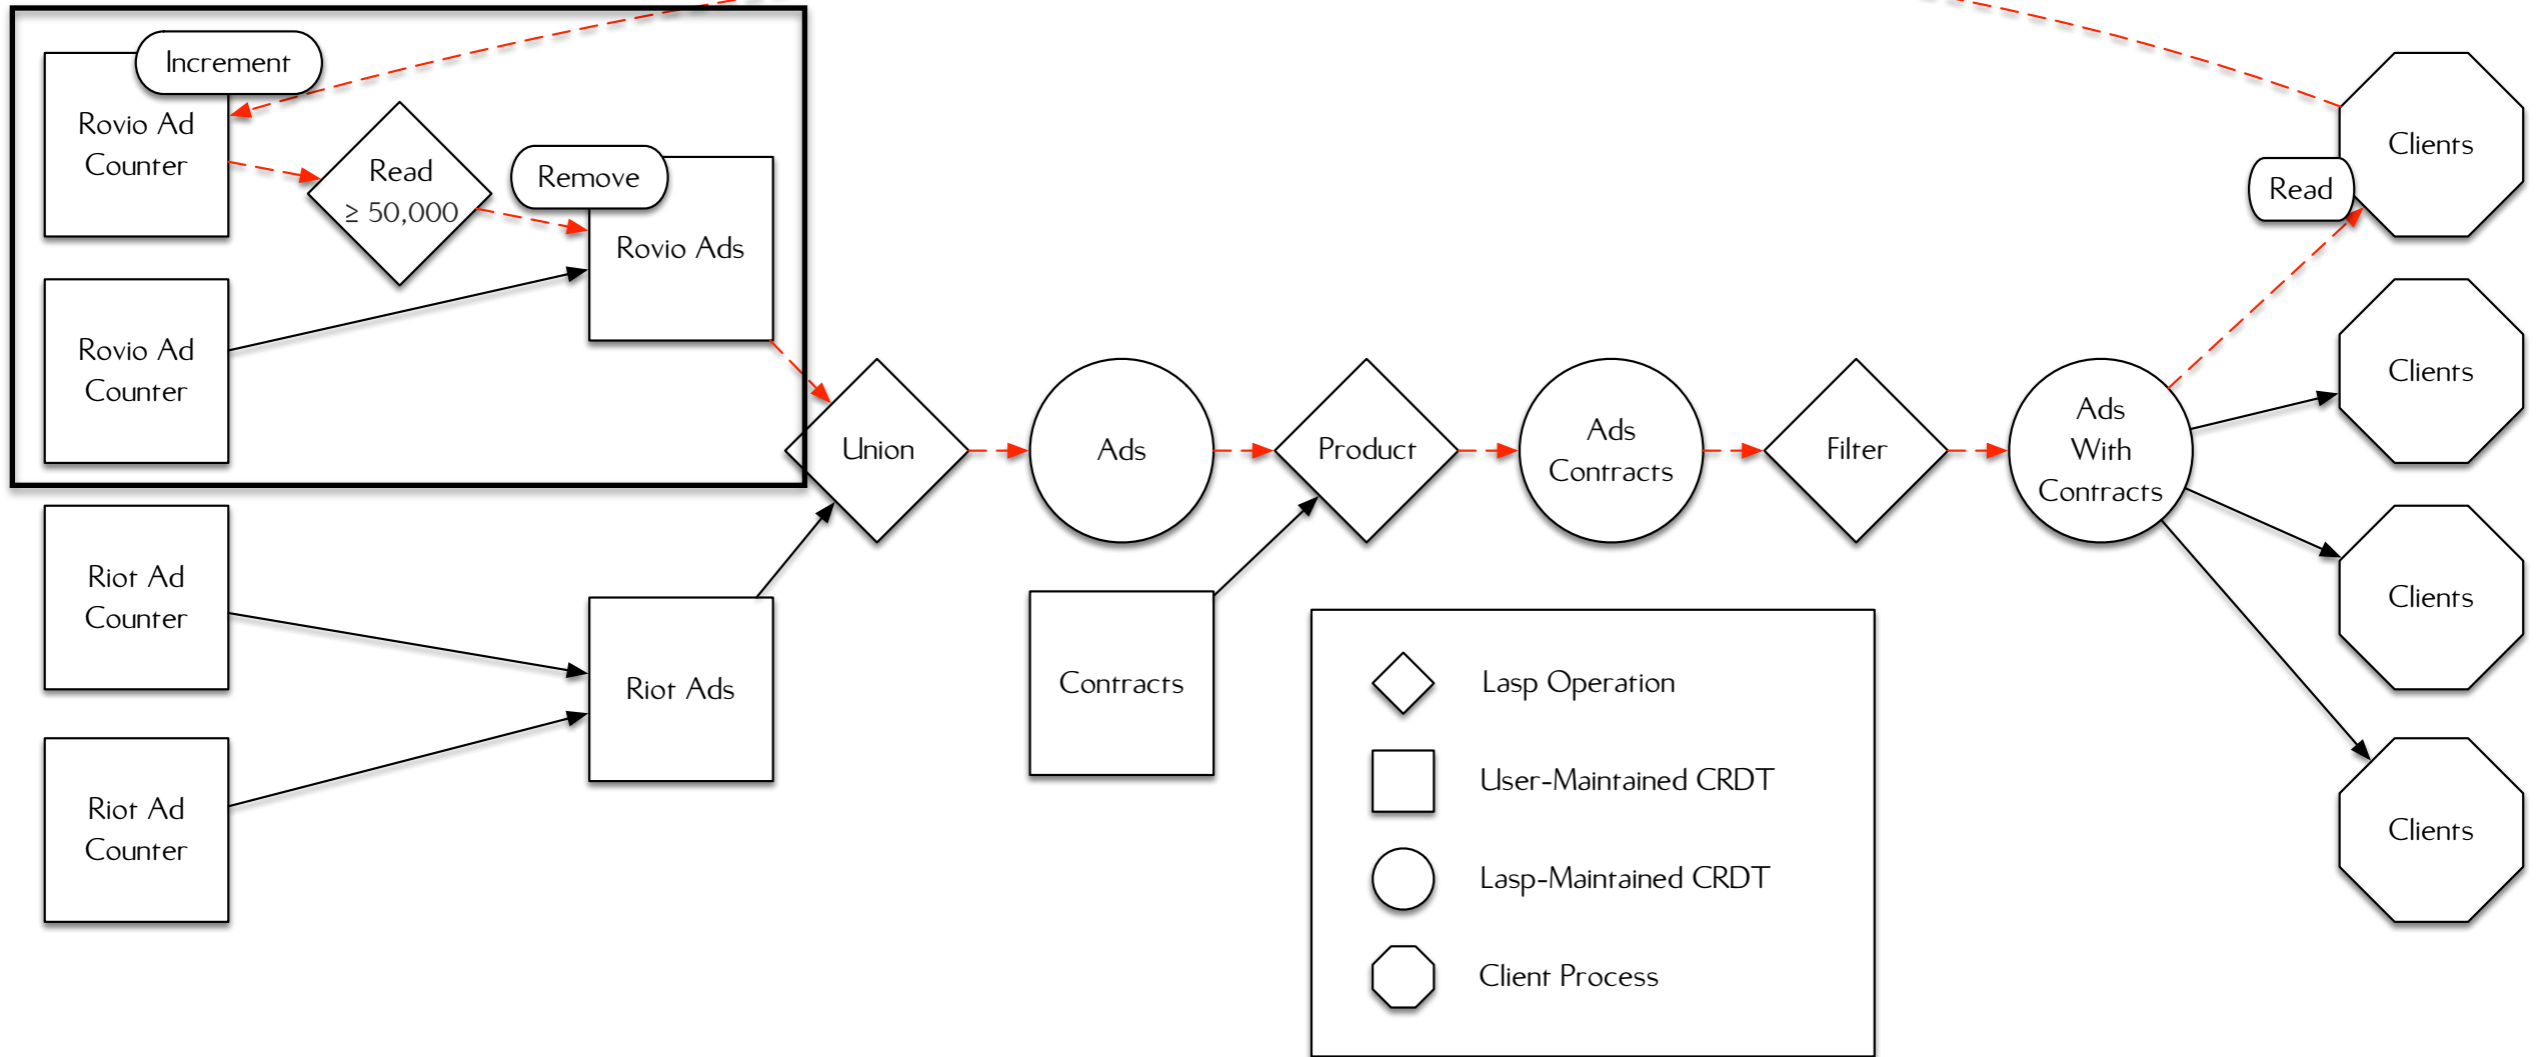 Increment
Rovio Ad
Counter
Read
≥ 50,000
Remove
Rovio Ads
Rovio Ad
Counter
Riot Ad
Counter
Riot Ad
Counter
Riot Ads
Union
Ads
Contracts
Product
Ads
Contracts
Filter
Ads
With
Contracts
Read
Clients
Clients
Clients
Clients
Lasp Operation
User-Maintained CRDT
Lasp-Maintained CRDT
Client Process